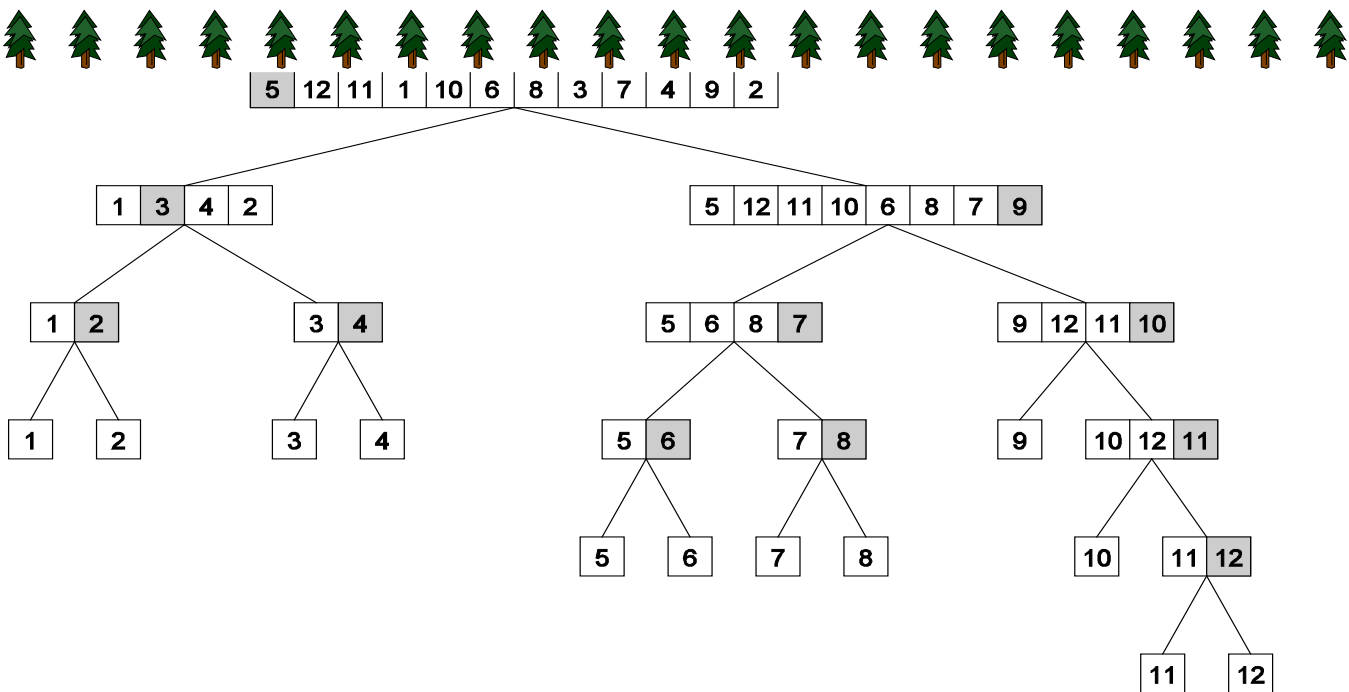 5 12 11 1 10 6 8 3 7 4 9 2
1 3 4 2 5 12 11 10 6 8 7 9
1 2 3 4 5 6 8 7 9 12 11 10
1 2 3 4 5 6 7 8 9 10 12 11
5 6 7 8 10 11 12
11 12